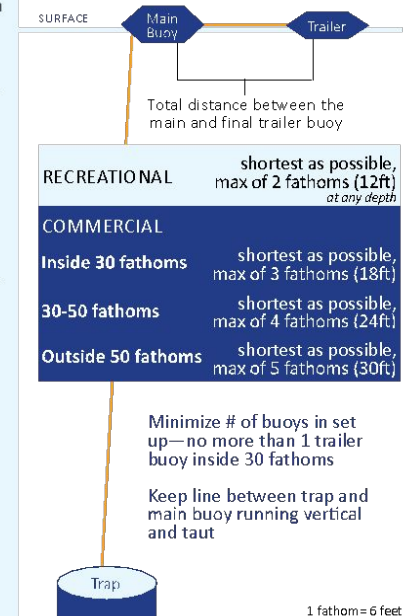 SURFACE
Main
Buoy
Trailer
Total distance between the
main and final trailer buoy
RECREATIONAL
shortest as possible,
max of 2 fathoms (12ft)
at any depth
COMMERCIAL
Inside 30 fathoms
shortest as possible,
max of 3 fathoms (18ft)
30-50 fathoms
shortest as possible,
max of 4 fathoms (24ft)
Outside 50 fathoms
shortest as possible,
max of 5 fathoms (30ft)
Minimize # of buoys in set
up—no more than 1 trailer
buoy inside 30 fathoms
Keep line between trap and
main buoy running vertical
and taut
Trap
1 fathom= 6 feet